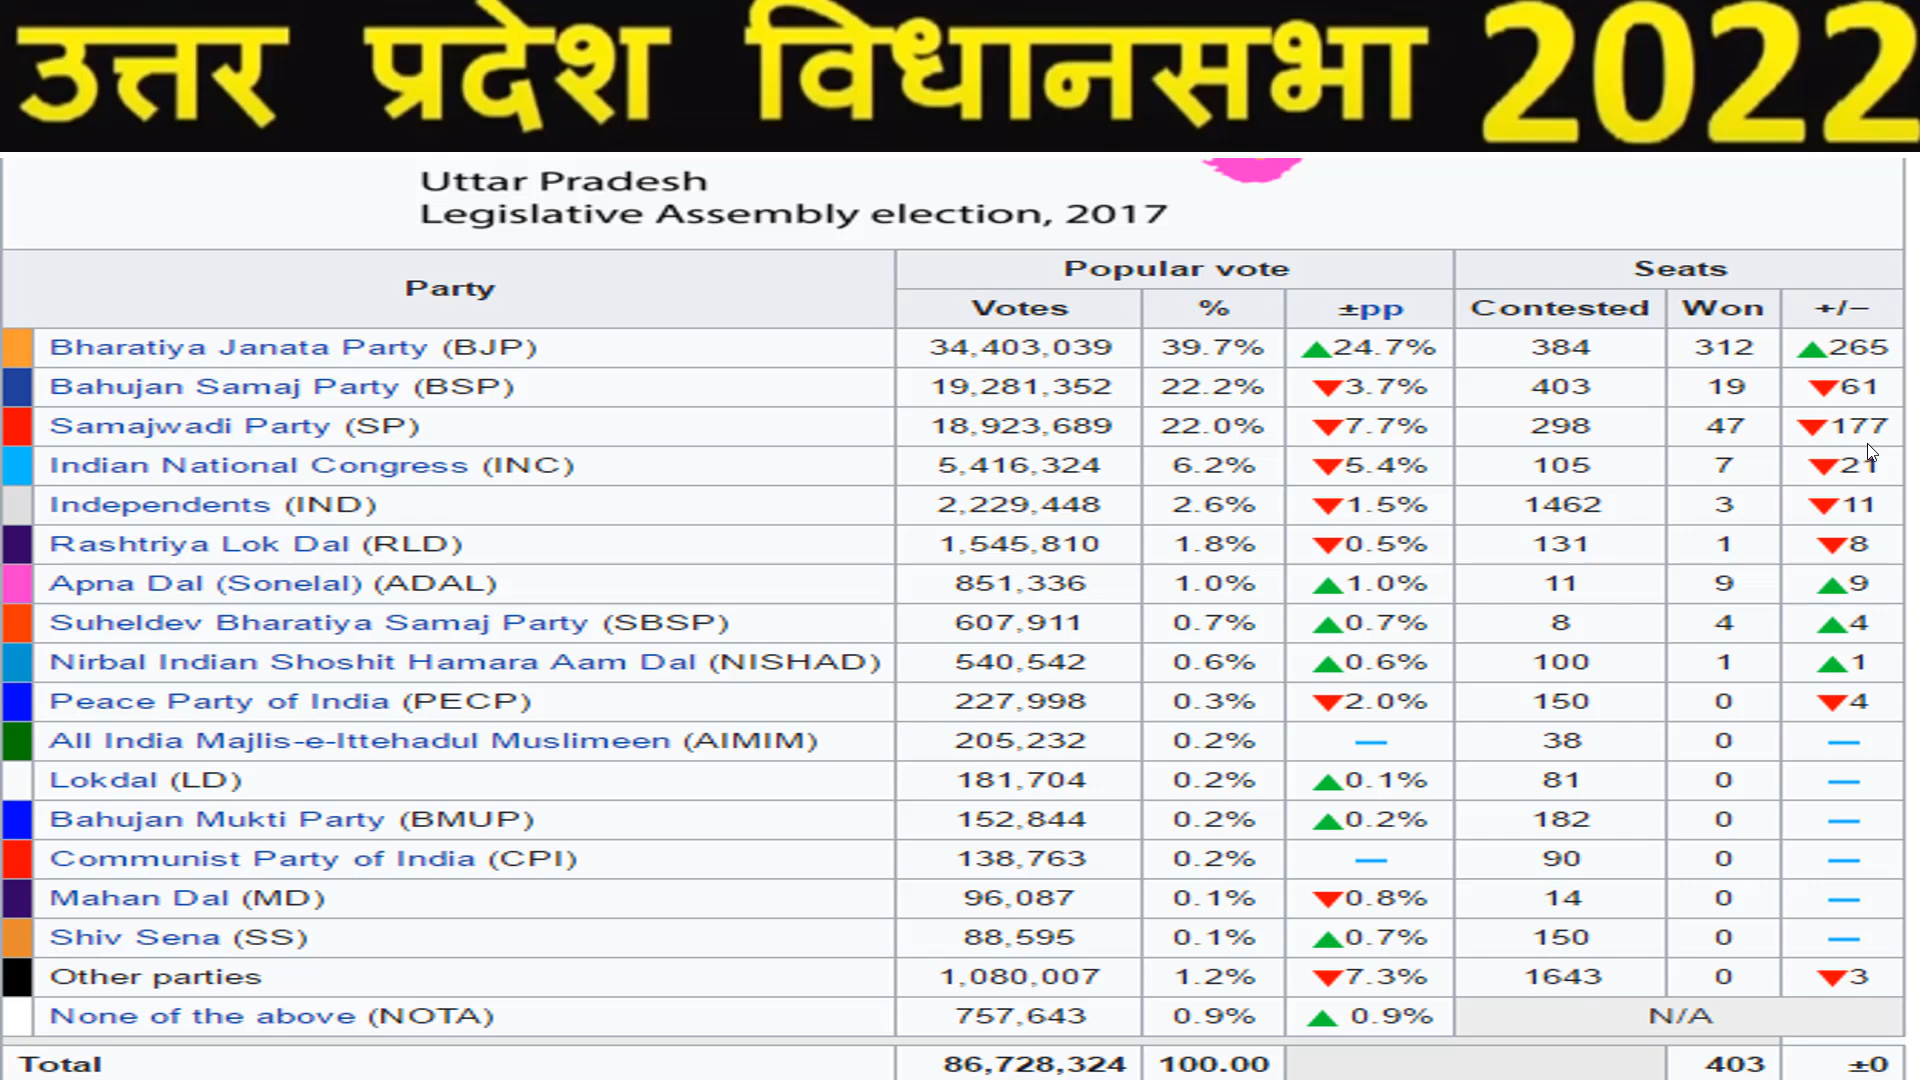 उत्तर प्रदेश विधानसभा 2022
Uttar Pradesh
Legislative Assembly election, 2017
Party Popular vote Seats
Votes % ±pp Contested Won +/−
Bharatiya Janata Party (BJP) 34,403,039 39.7% ▲24.7% 384 312 ▲265
Bahujan Samaj Party (BSP) 19,281,352 22.2% ▼3.7% 403 19 ▼61
Samajwadi Party (SP) 18,923,689 22.0% ▼7.7% 298 47 ▼177
Indian National Congress (INC) 5,416,324 6.2% ▼5.4% 105 7 ▼21
Independents (IND) 2,229,448 2.6% ▼1.5% 1462 3 ▼11
Rashtriya Lok Dal (RLD) 1,545,810 1.8% ▼0.5% 131 1 ▼8
Apna Dal (Sonelal) (ADAL) 851,336 1.0% ▲1.0% 11 9 ▲9
Suheldev Bharatiya Samaj Party (SBSP) 607,911 0.7% ▲0.7% 8 4 ▲4
Nirbal Indian Shoshit Hamara Aam Dal (NISHAD) 540,542 0.6% ▲0.6% 100 1 ▲1
Peace Party of India (PECP) 227,998 0.3% ▼2.0% 150 0 ▼4
All India Majlis-e-Ittehadul Muslimeen (AIMIM) 205,232 0.2% — 38 0 —
Lokdal (LD) 181,704 0.2% ▲0.1% 81 0 —
Bahujan Mukti Party (BMUP) 152,844 0.2% ▲0.2% 182 0 —
Communist Party of India (CPI) 138,763 0.2% — 90 0 —
Mahan Dal (MD) 96,087 0.1% ▼0.8% 14 0 —
Shiv Sena (SS) 88,595 0.1% ▲0.7% 150 0 —
Other parties 1,080,007 1.2% ▼7.3% 1643 0 ▼3
None of the above (NOTA) 757,643 0.9% ▲ 0.9% N/A
Total 86,728,324 100.00 403 ±0